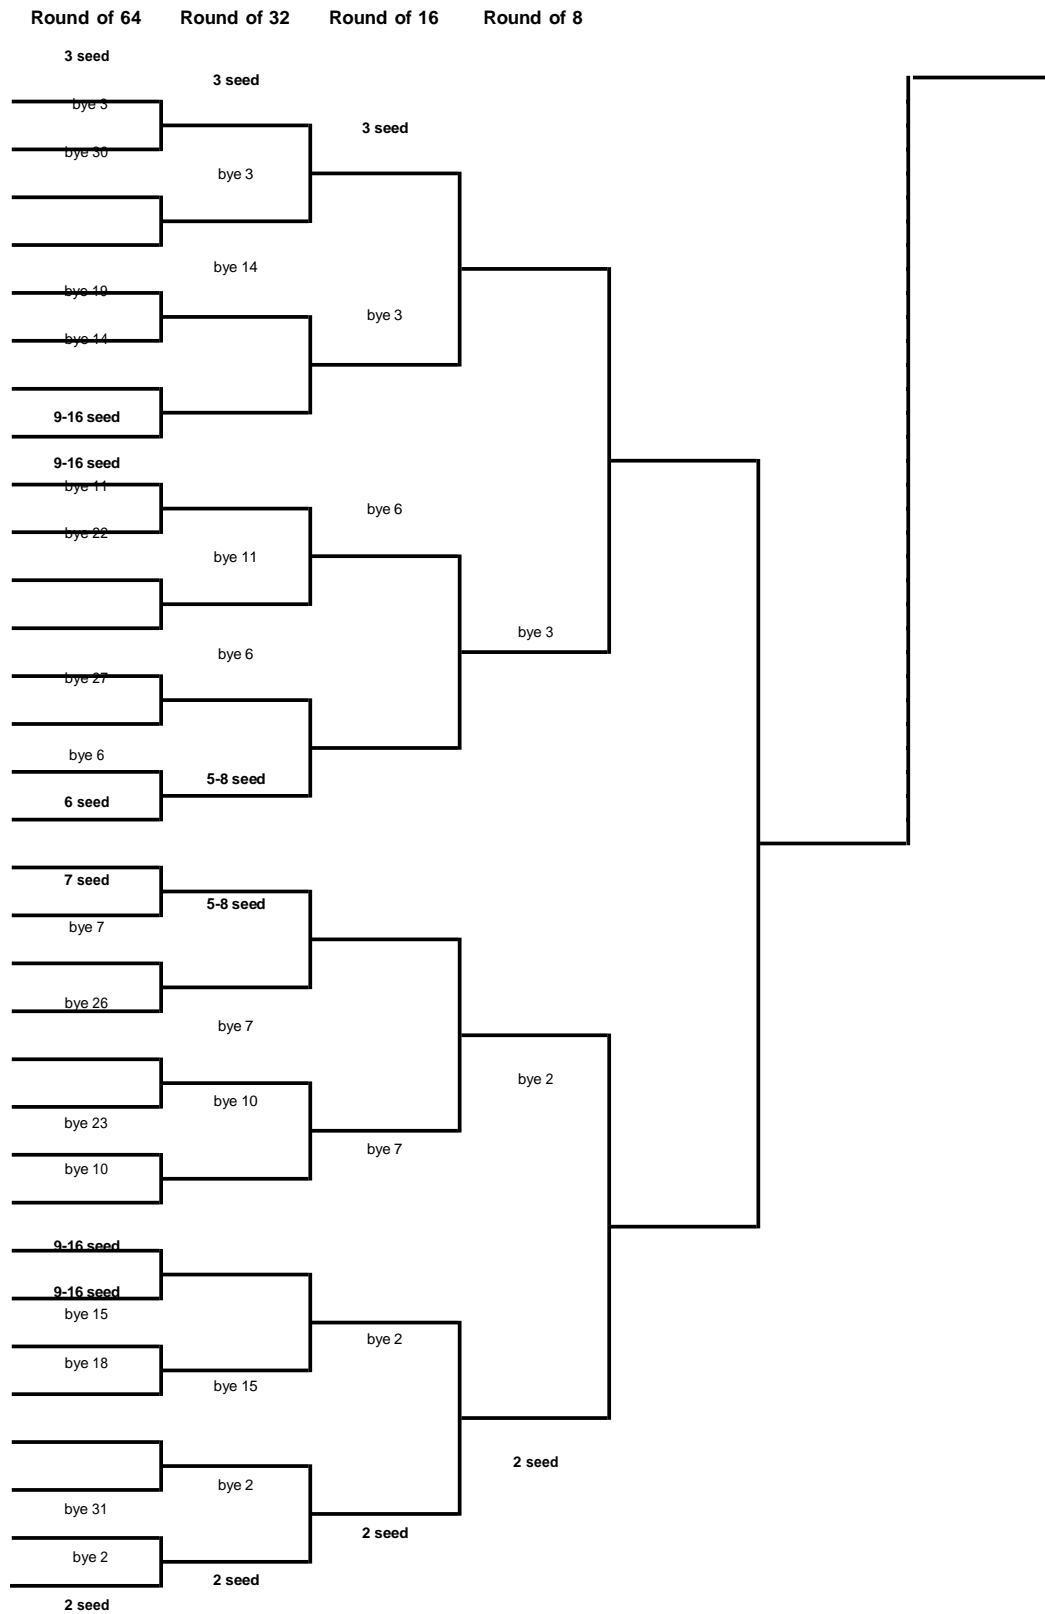 Round of 64 Round of 32 Round of 16 Round of 8
3 seed
3 seed
bye 3
3 seed
bye 30
bye 3
bye 14
bye 19
bye 3
bye 14
9-16 seed
9-16 seed
bye 11
bye 6
bye 22
bye 11
bye 3
bye 6
bye 27
bye 6
5-8 seed
6 seed
7 seed
5-8 seed
bye 7
bye 26
bye 7
bye 2
bye 10
bye 23
bye 7
bye 10
9-16 seed
9-16 seed
bye 15
bye 2
bye 18
bye 15
2 seed
bye 2
bye 31
2 seed
bye 2
2 seed
2 seed